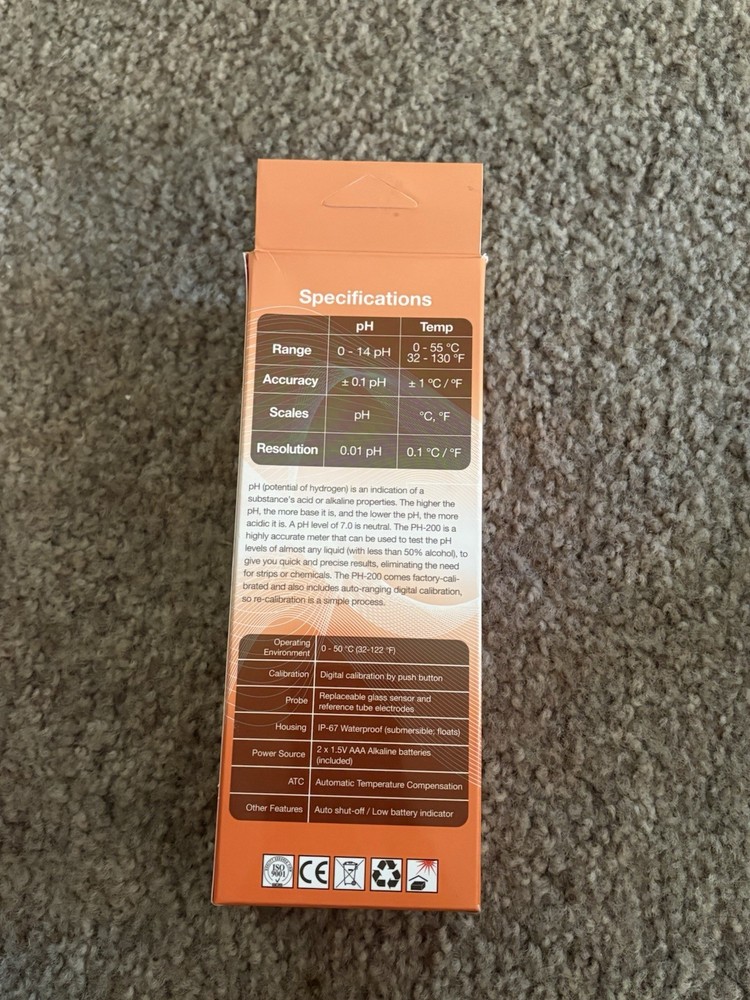 Specifications
pH Temp
Range 0 - 14 pH 0 - 55 °C
32 - 130 °F
Accuracy ± 0.1 pH ± 1 °C / °F
Scales pH °C, °F
Resolution 0.01 pH 0.1 °C / °F
pH (potential of hydrogen) is an indication of a
substance's acid or alkaline properties. The higher the
pH, the more base it is, and the lower the pH, the more
acidic it is. A pH level of 7.0 is neutral. The PH-200 is a
highly accurate meter that can be used to test the pH
levels of almost any liquid (with less than 50% alcohol), to
give you quick and precise results, eliminating the need
for strips or chemicals. The PH-200 comes factory-cali-
brated and also includes auto-ranging digital calibration,
so re-calibration is a simple process.
Operating
Environment 0 - 50 °C (32-122 °F)
Calibration Digital calibration by push button
Probe Replaceable glass sensor and
reference tube electrodes
Housing IP-67 Waterproof (submersible; floats)
Power Source 2 x 1.5V AAA Alkaline batteries
(included)
ATC Automatic Temperature Compensation
Other Features Auto shut-off / Low battery indicator
ISO
9001
CE